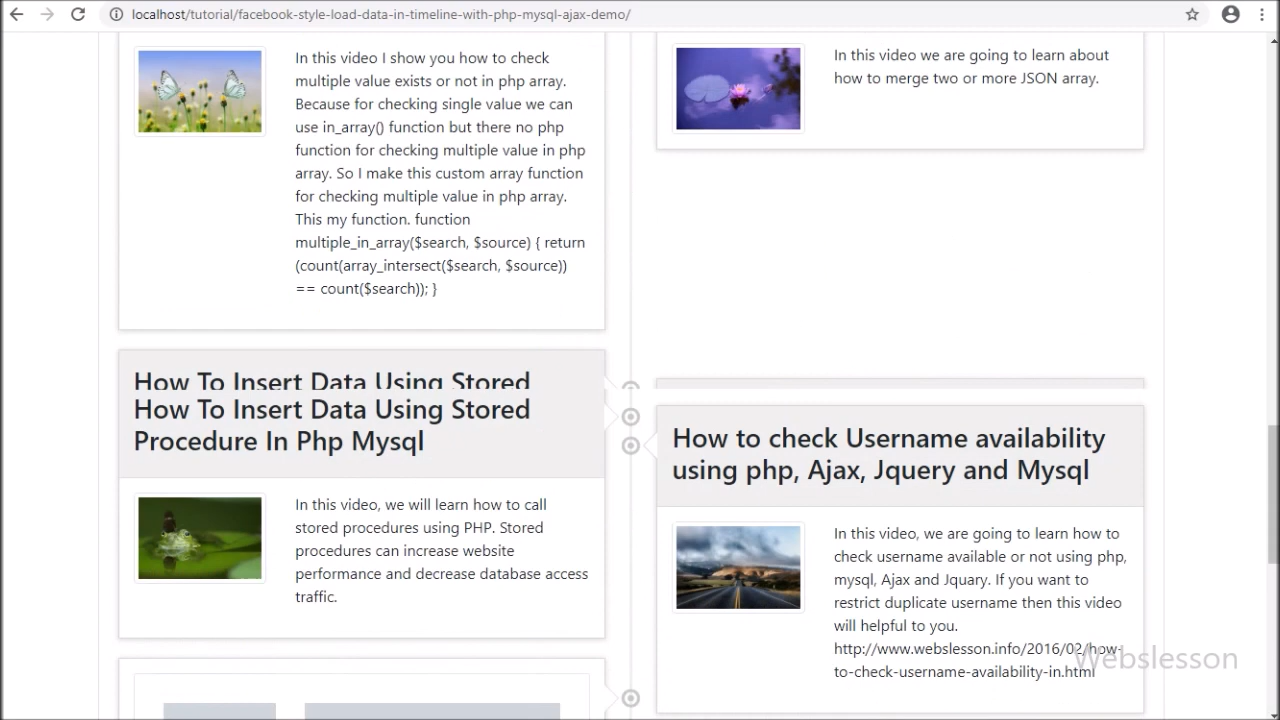 localhost/tutorial/facebook-style-load-data-in-timeline-with-php-mysql-ajax-demo/
In this video I show you how to check
multiple value exists or not in php array.
Because for checking single value we can
use in_array() function but there no php
function for checking multiple value in php
array. So I make this custom array function
for checking multiple value in php array.
This my function. function
multiple_in_array($search, $source) { return
(count(array_intersect($search, $source))
== count($search)); }
In this video we are going to learn about
how to merge two or more JSON array.
How To Insert Data Using Stored
How To Insert Data Using Stored
Procedure In Php Mysql
In this video, we will learn how to call
stored procedures using PHP. Stored
procedures can increase website
performance and decrease database access
traffic.
How to check Username availability
using php, Ajax, Jquery and Mysql
In this video, we are going to learn how to
check username available or not using php,
mysql, Ajax and Jquary. If you want to
restrict duplicate username then this video
will helpful to you.
http://www.webslesson.info/2016/02/how-
to-check-username-availability-in.html
Webslesson